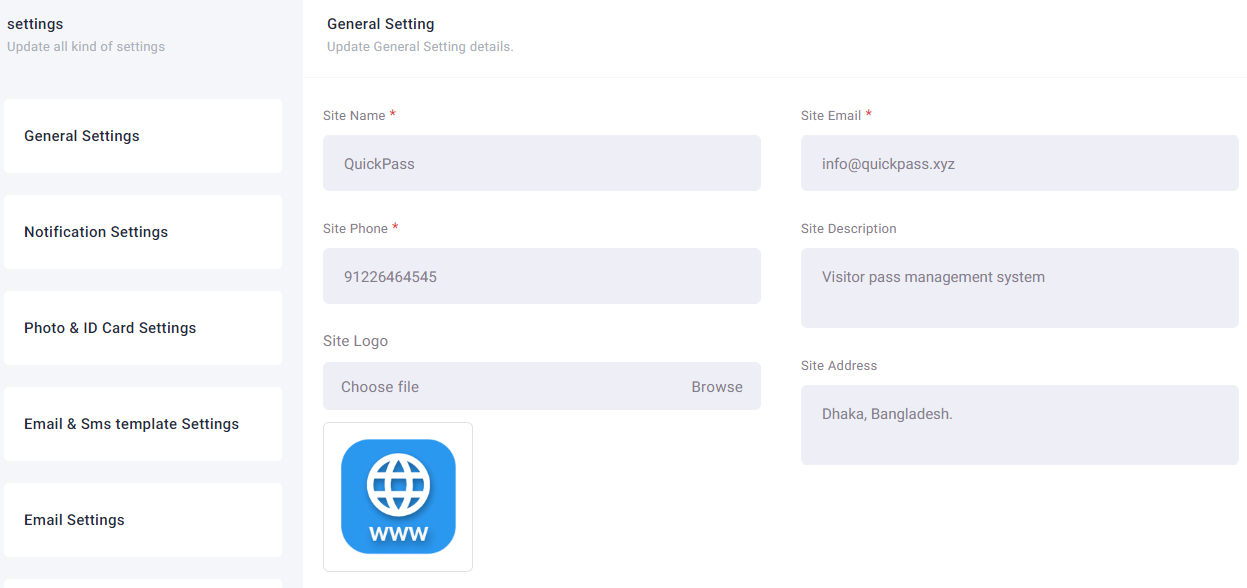 settings
Update all kind of settings
General Settings
Notification Settings
Photo & ID Card Settings
Email & Sms template Settings
Email Settings
General Setting
Update General Setting details.
Site Name *
QuickPass
Site Email *
info@quickpass.xyz
Site Phone *
91226464545
Site Description
Visitor pass management system
Site Logo
Choose file Browse
Site Address
Dhaka, Bangladesh.
WWW